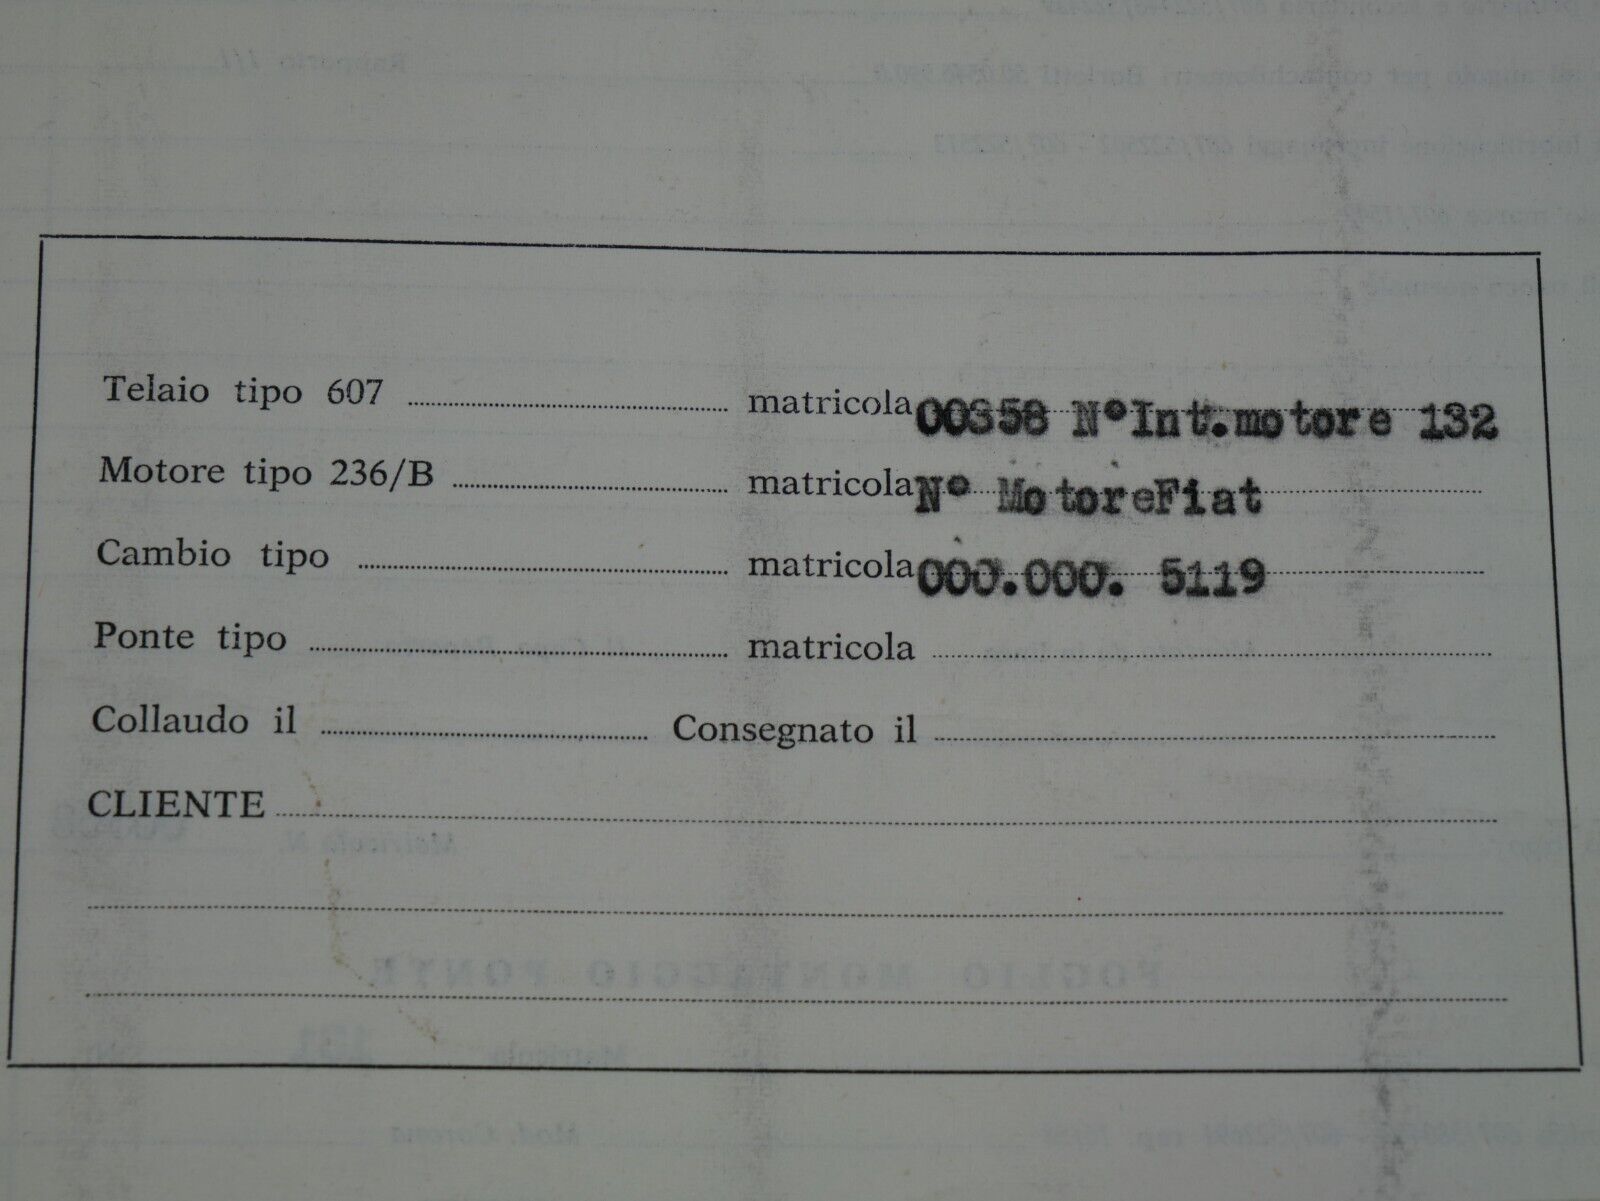 Telaio tipo 607 matricola 00358 N° Int.motore 132
Motore tipo 236/B matricola N° MotoreFiat
Cambio tipo matricola 000.000. 5119
Ponte tipo matricola
Collaudo il Consegnato il
CLIENTE